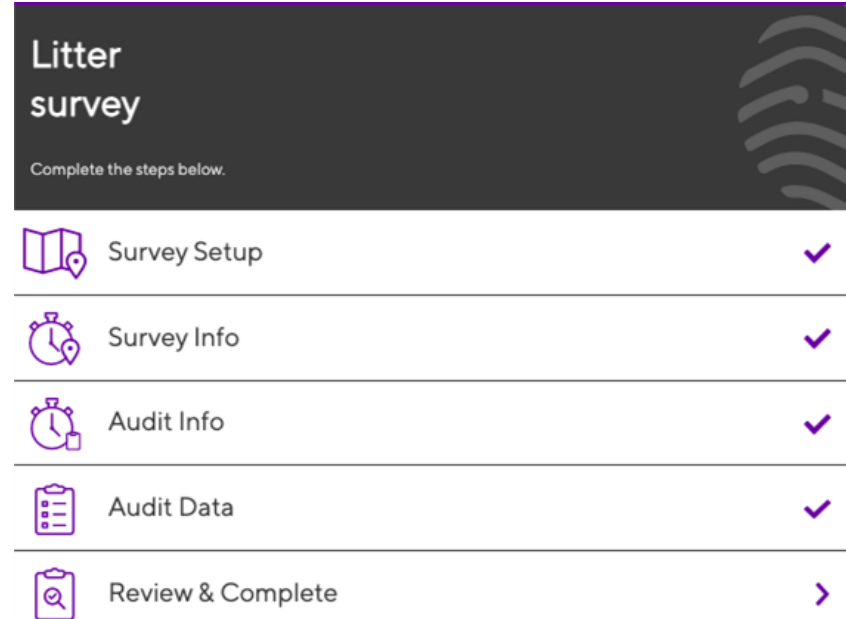 Litter
survey
Complete the steps below.
Survey Setup
Survey Info
Audit Info
Audit Data
Review & Complete